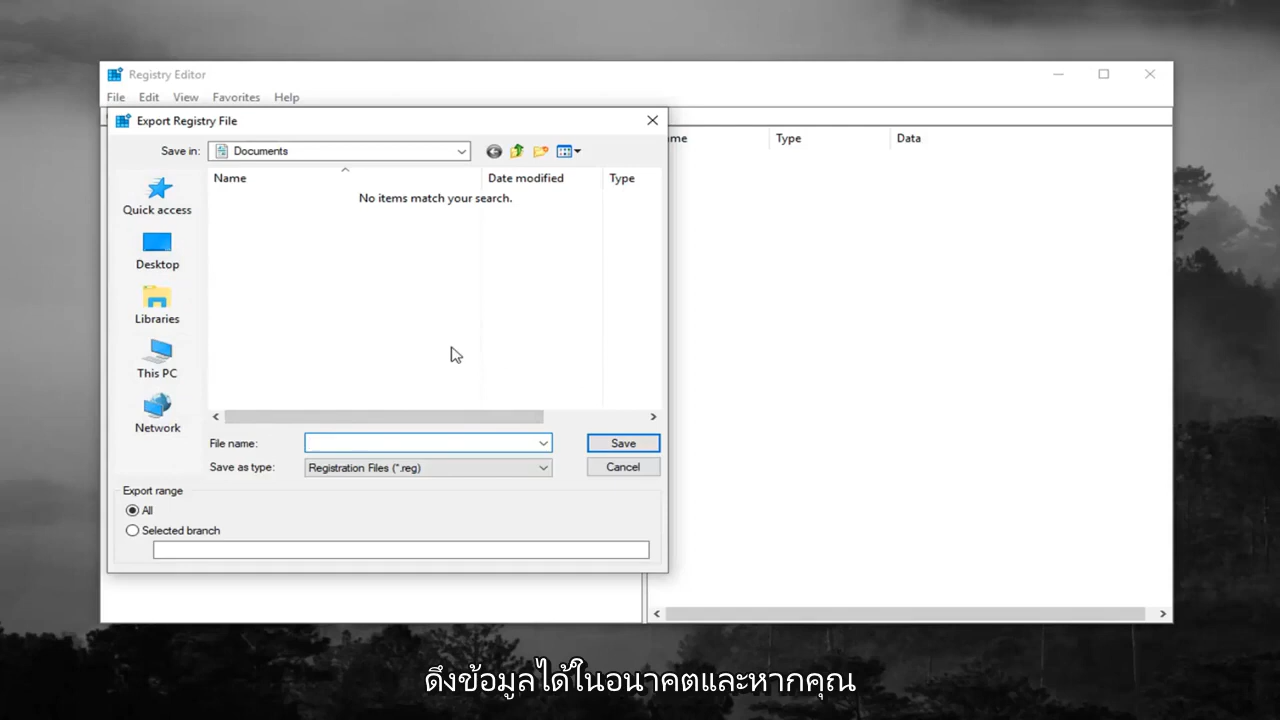 Registry Editor
File Edit View Favorites Help
Export Registry File
Save in: Documents
Name Date modified Type
No items match your search.
Quick access
Desktop
Libraries
This PC
Network
File name: Save
Save as type: Registration Files (*.reg) Cancel
Export range
All
Selected branch
Type Data
ดึงข้อมูลได้ในอนาคตและหากคุณ